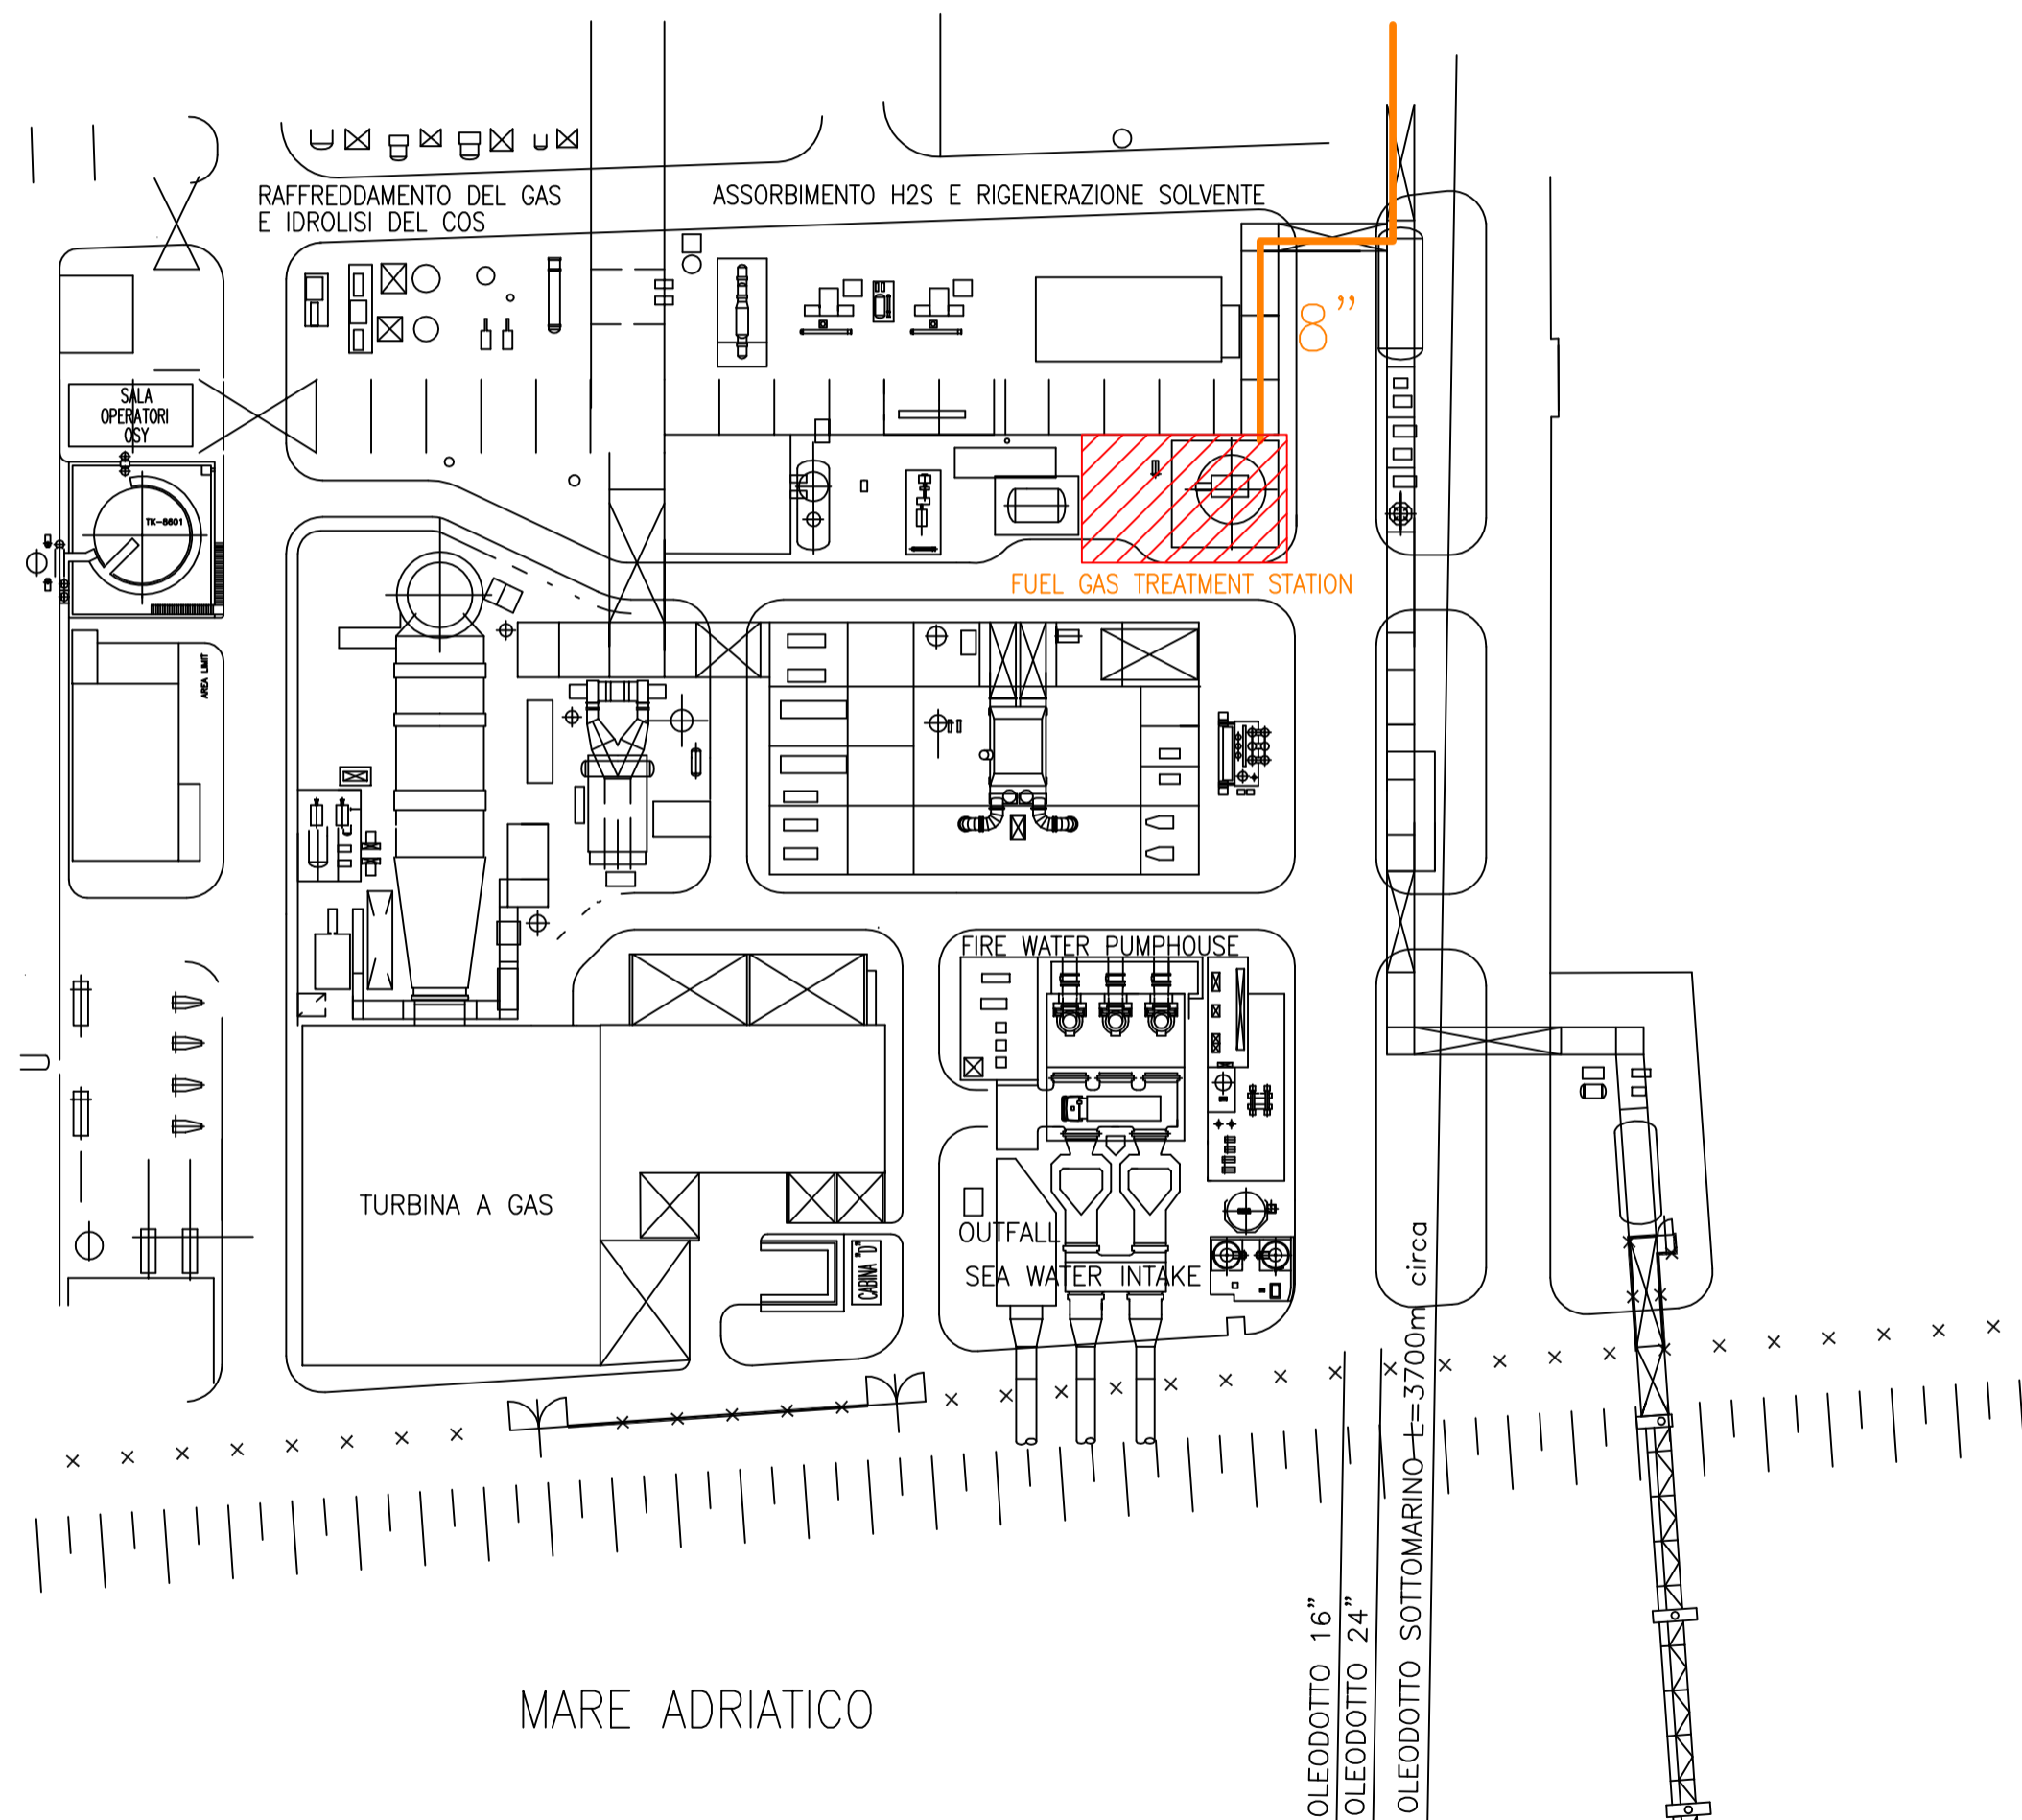 RAFFREDDAMENTO DEL GAS
E IDROLISI DEL COS
ASSORBIMENTO H2S E RIGENERAZIONE SOLVENTE
8”
SALA
OPERATORI
OSY
TK-8601
FUEL GAS TREATMENT STATION
AREA LIMIT
FIRE WATER PUMPHOUSE
TURBINA A GAS
OUTFALL
SEA WATER INTAKE
CABINA "D"
MARE ADRIATICO
OLEODOTTO 16”
OLEODOTTO 24”
OLEODOTTO SOTTOMARINO L=3700m circa